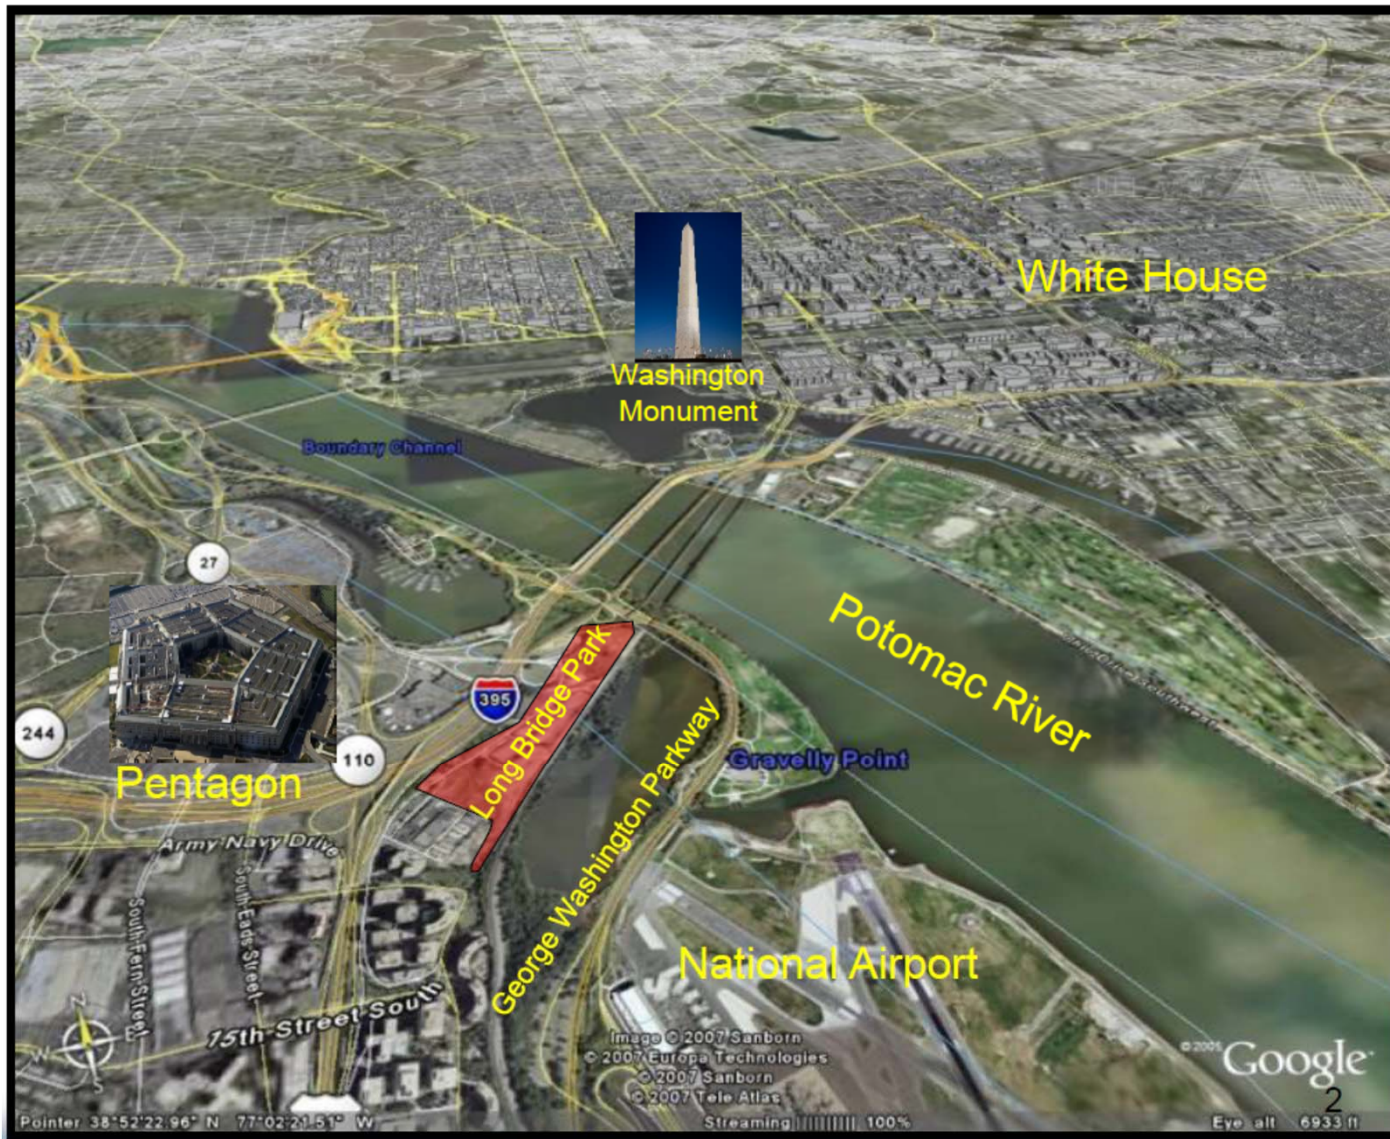 White House
Washington
Monument
Boundary Channel
27
Potomac River
Long Bridge Park
395
244
110
Pentagon
George Washington Parkway
Gravelly Point
Army Navy Drive
South Fern Street
South Eads Street
15th Street South
National Airport
N
W
E
Image © 2007 Sanborn
© 2007 Europa Technologies
© 2007 Sanborn
© 2007 Tele Atlas
©2005 Google
2
Pointer 38°52'22.96" N 77°02'21.51" W
Streaming 100%
Eye alt 6933 ft